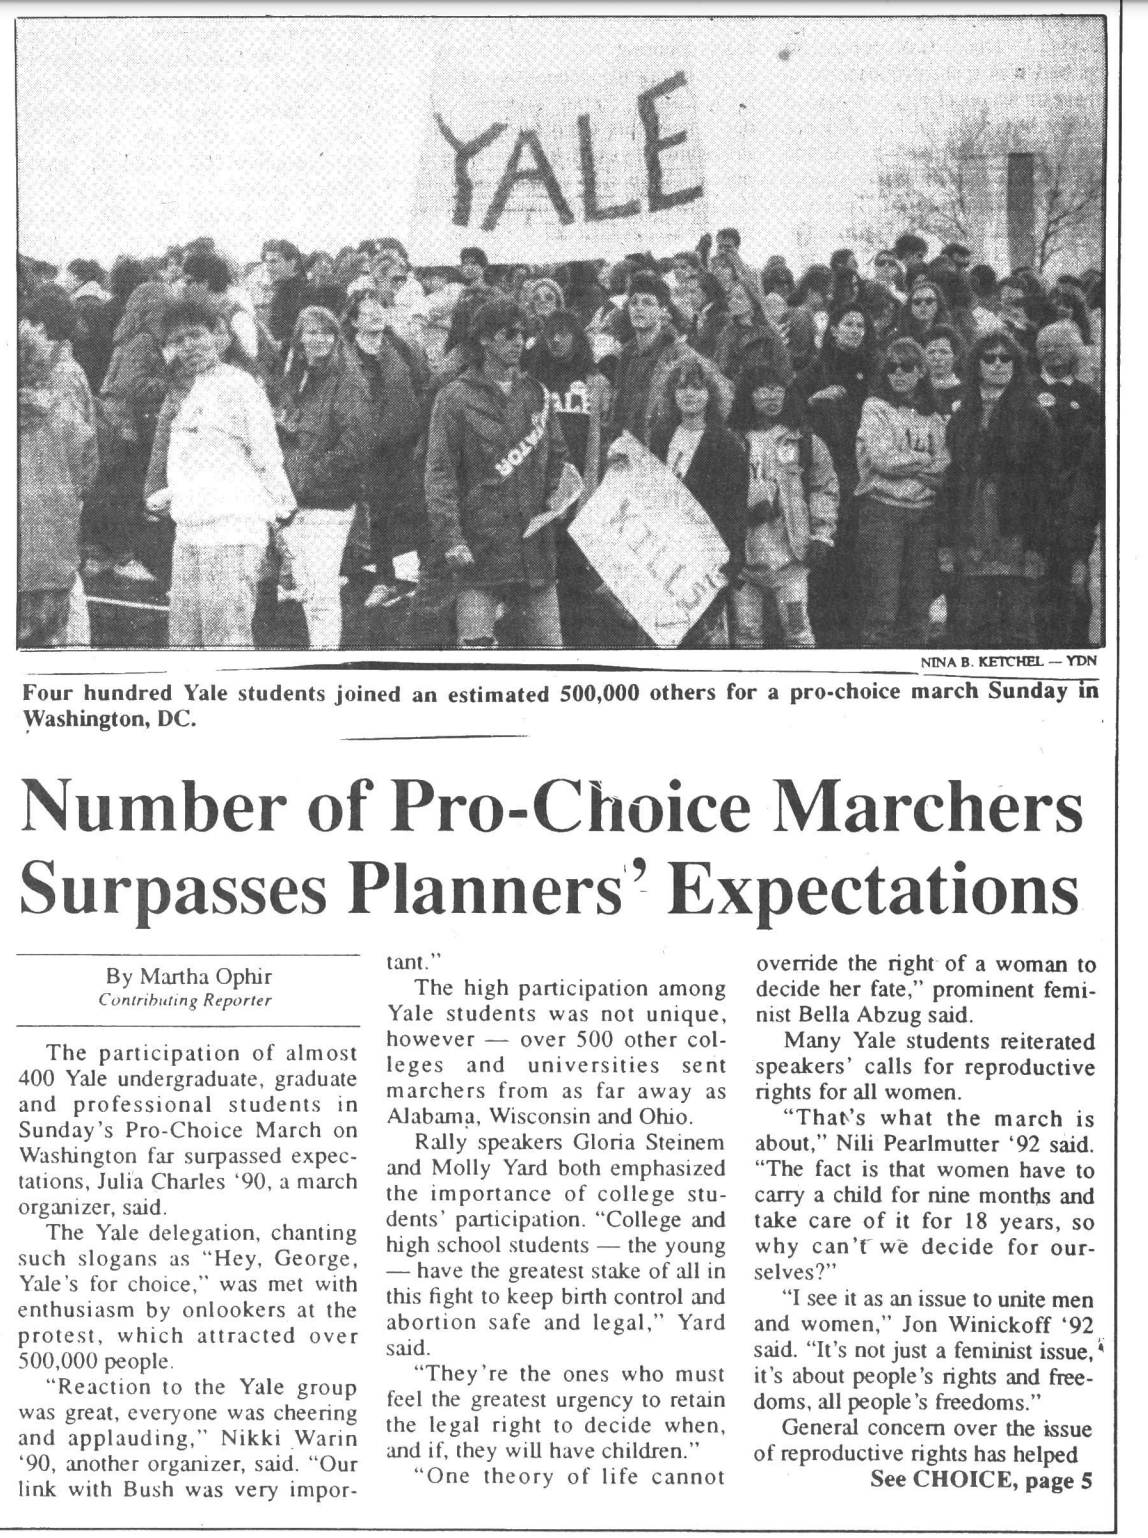 YALE
ALE
KILLS
NINA B. KETCHEL — YDN
Four hundred Yale students joined an estimated 500,000 others for a pro-choice march Sunday in
Washington, DC.
Number of Pro-Choice Marchers
Surpasses Planners' Expectations
By Martha Ophir
Contributing Reporter
The participation of almost
400 Yale undergraduate, graduate
and professional students in
Sunday's Pro-Choice March on
Washington far surpassed expec-
tations, Julia Charles '90, a march
organizer, said.
The Yale delegation, chanting
such slogans as "Hey, George,
Yale's for choice," was met with
enthusiasm by onlookers at the
protest, which attracted over
500,000 people.
"Reaction to the Yale group
was great, everyone was cheering
and applauding," Nikki Warin
'90, another organizer, said. "Our
link with Bush was very impor-
tant."
The high participation among
Yale students was not unique,
however — over 500 other col-
leges and universities sent
marchers from as far away as
Alabama, Wisconsin and Ohio.
Rally speakers Gloria Steinem
and Molly Yard both emphasized
the importance of college stu-
dents' participation. "College and
high school students — the young
— have the greatest stake of all in
this fight to keep birth control and
abortion safe and legal," Yard
said.
"They're the ones who must
feel the greatest urgency to retain
the legal right to decide when,
and if, they will have children."
"One theory of life cannot
override the right of a woman to
decide her fate," prominent femi-
nist Bella Abzug said.
Many Yale students reiterated
speakers' calls for reproductive
rights for all women.
"That's what the march is
about," Nili Pearlmutter '92 said.
"The fact is that women have to
carry a child for nine months and
take care of it for 18 years, so
why can't we decide for our-
selves?"
"I see it as an issue to unite men
and women," Jon Winickoff '92
said. "It's not just a feminist issue,
it's about people's rights and free-
doms, all people's freedoms."
General concern over the issue
of reproductive rights has helped
See CHOICE, page 5